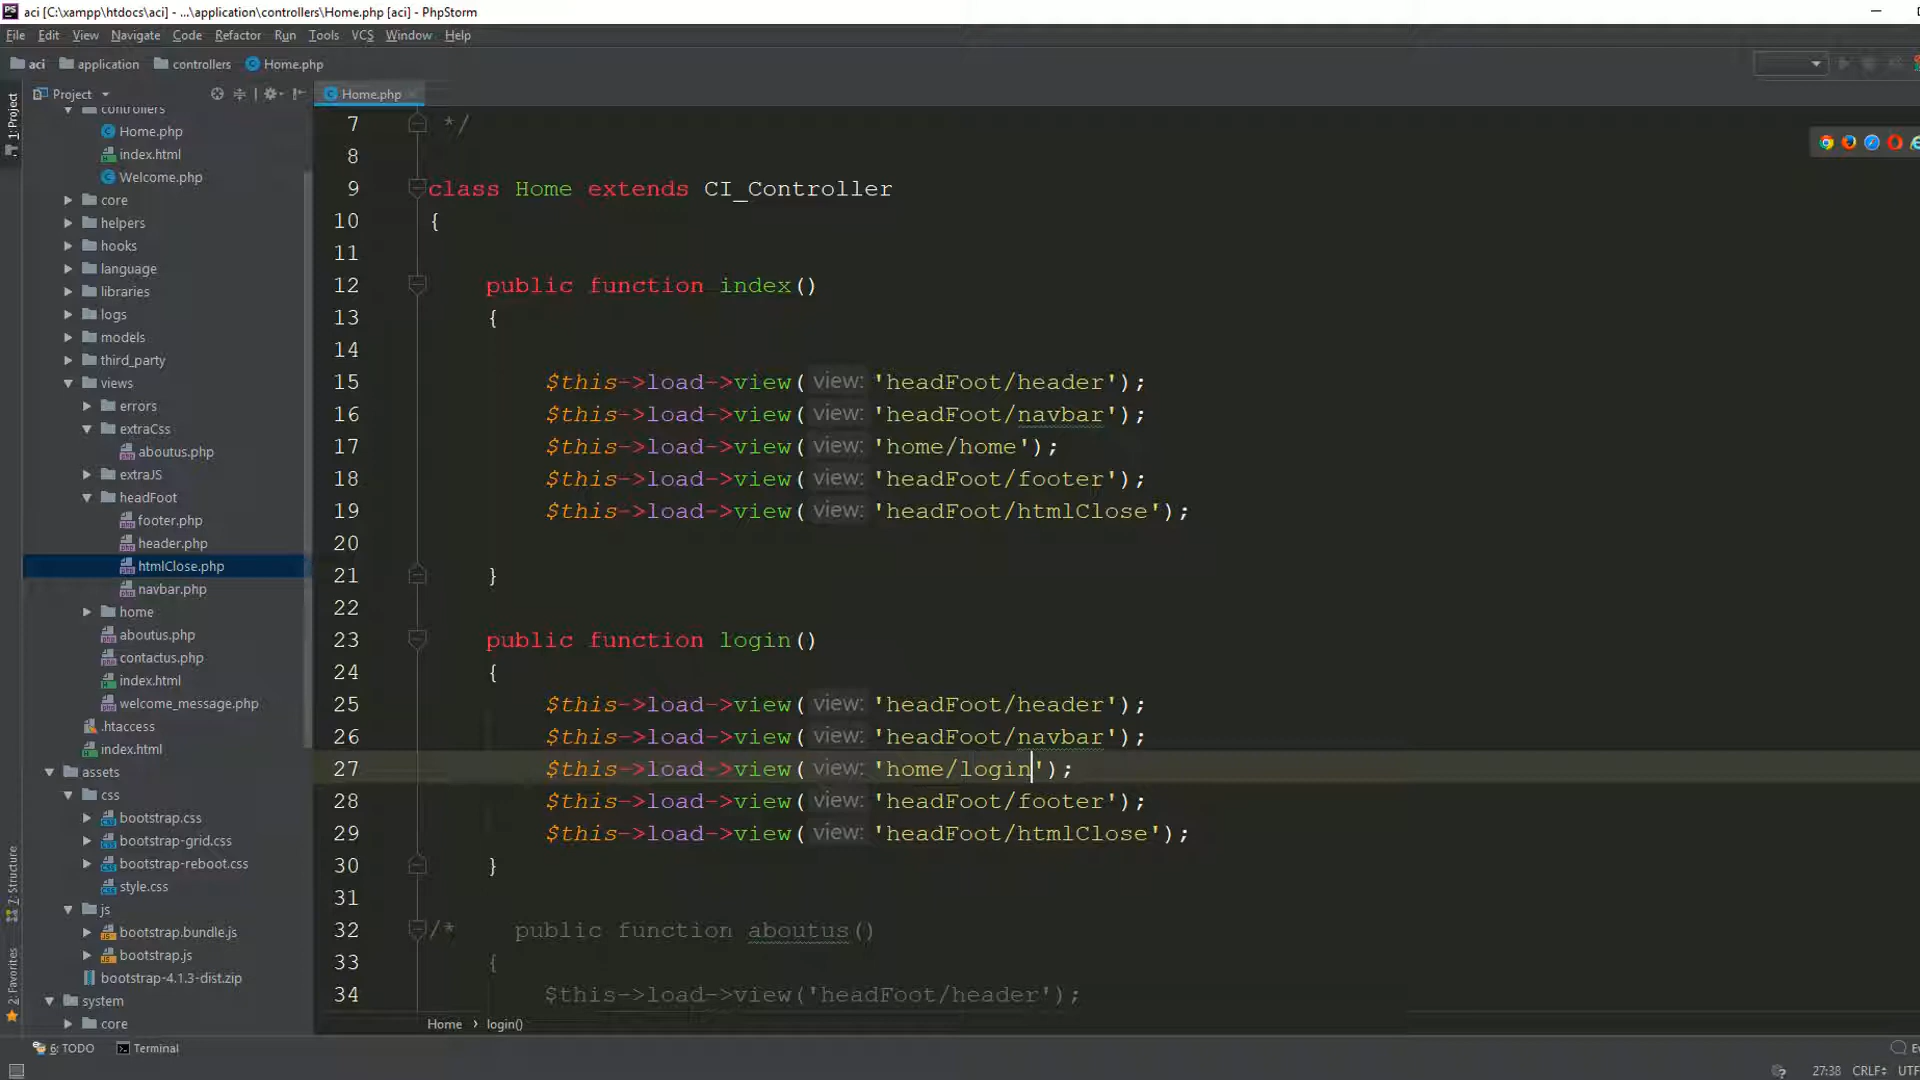 aci [C:\xampp\htdocs\aci] - ...\application\controllers\Home.php [aci] - PhpStorm
File Edit View Navigate Code Refactor Run Tools VCS Window Help
aci application controllers Home.php
Project
Home.php
1: Project
controllers
Home.php
index.html
Welcome.php
core
helpers
hooks
language
libraries
logs
models
third_party
views
errors
extraCss
aboutus.php
extraJS
headFoot
footer.php
header.php
htmlClose.php
navbar.php
home
aboutus.php
contactus.php
index.html
welcome_message.php
.htaccess
index.html
assets
css
bootstrap.css
bootstrap-grid.css
bootstrap-reboot.css
style.css
js
bootstrap.bundle.js
bootstrap.js
bootstrap-4.1.3-dist.zip
system
core
7: Structure
2: Favorites
7 */
8
9 class Home extends CI_Controller
10 {
11
12 public function index()
13 {
14
15 $this->load->view( view: 'headFoot/header');
16 $this->load->view( view: 'headFoot/navbar');
17 $this->load->view( view: 'home/home');
18 $this->load->view( view: 'headFoot/footer');
19 $this->load->view( view: 'headFoot/htmlClose');
20
21 }
22
23 public function login()
24 {
25 $this->load->view( view: 'headFoot/header');
26 $this->load->view( view: 'headFoot/navbar');
27 $this->load->view( view: 'home/login');
28 $this->load->view( view: 'headFoot/footer');
29 $this->load->view( view: 'headFoot/htmlClose');
30 }
31
32 /* public function aboutus()
33 {
34 $this->load->view('headFoot/header');
Home › login()
6: TODO Terminal
27:38 CRLF UTF